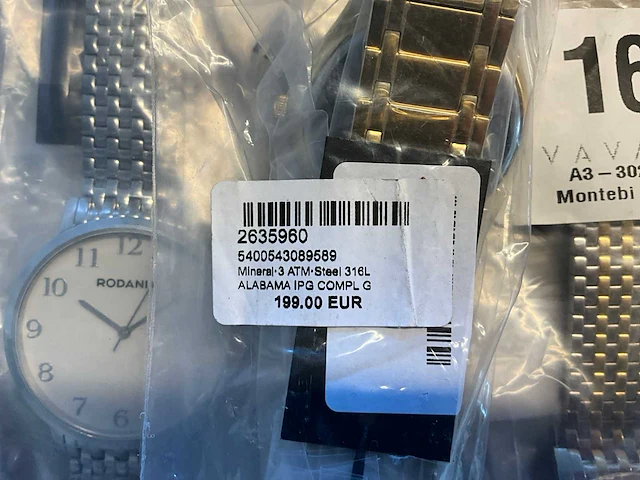 2635960
5400543089589
Mineral·3 ATM·Steel 316L
ALABAMA IPG COMPL G
199.00 EUR
11 12
10
9
8
7 6
RODANI
16
VAVA
A3-302
Montebi